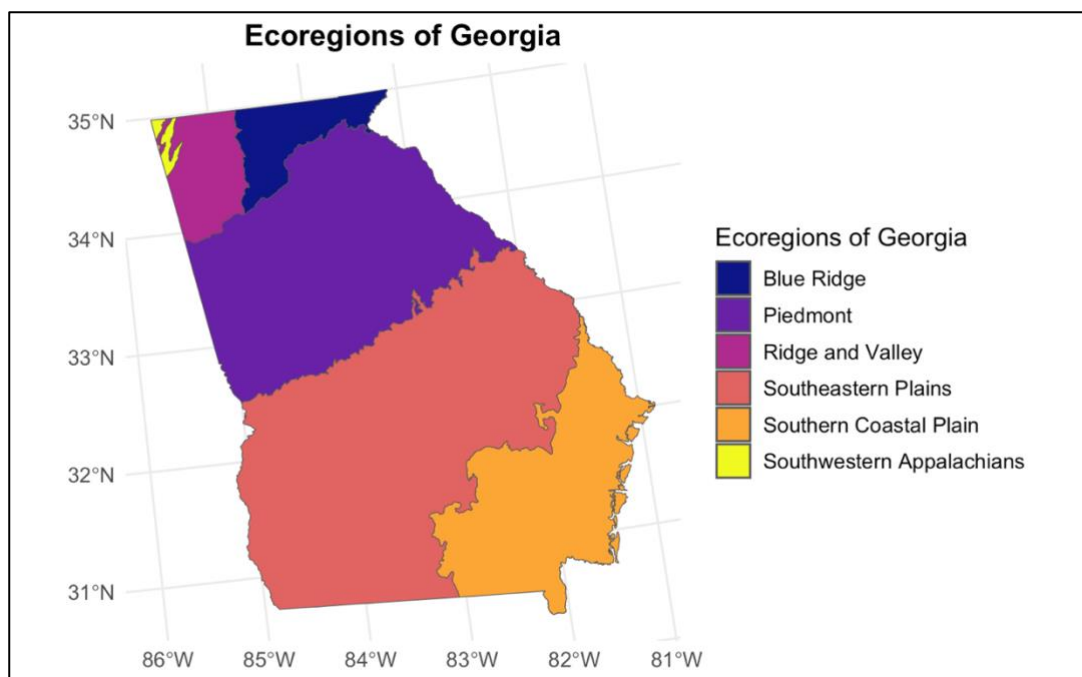 Ecoregions of Georgia
35°N
34°N
33°N
32°N
31°N
86°W 85°W 84°W 83°W 82°W 81°W
Ecoregions of Georgia
Blue Ridge
Piedmont
Ridge and Valley
Southeastern Plains
Southern Coastal Plain
Southwestern Appalachians